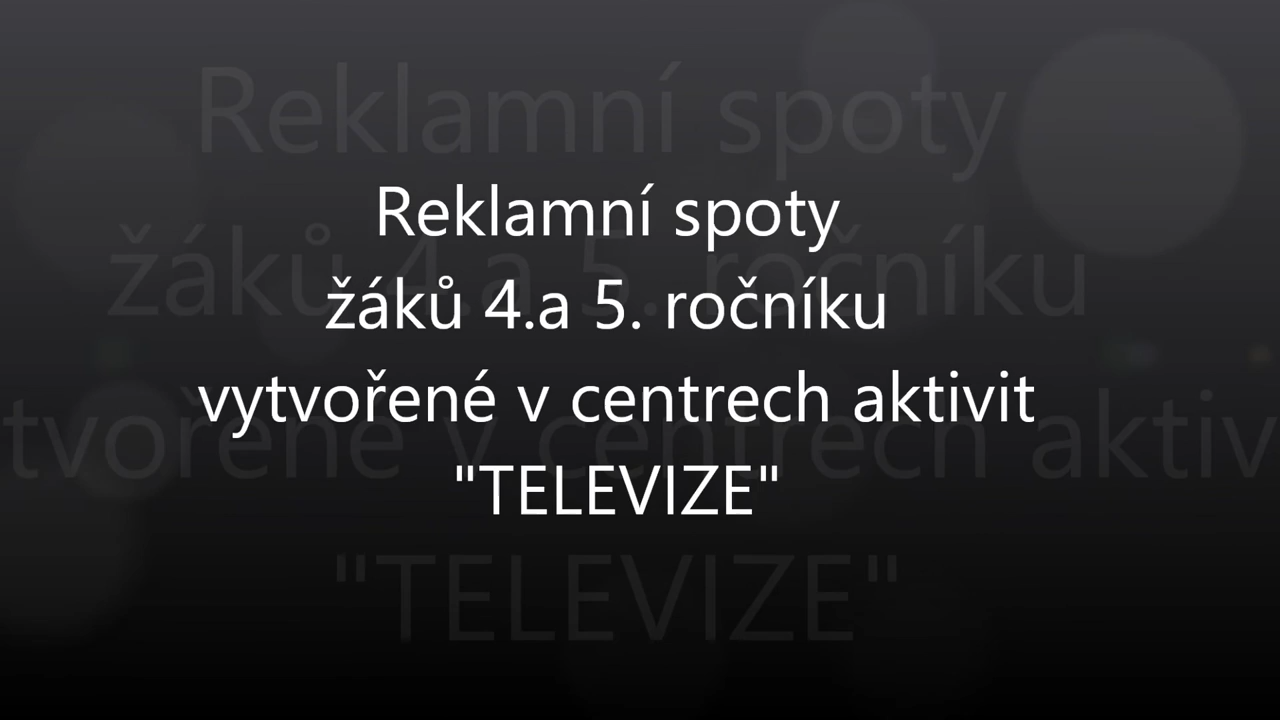 Reklamní spoty
žáků 4.a 5. ročníku
vytvořené v centrech aktivit
"TELEVIZE"